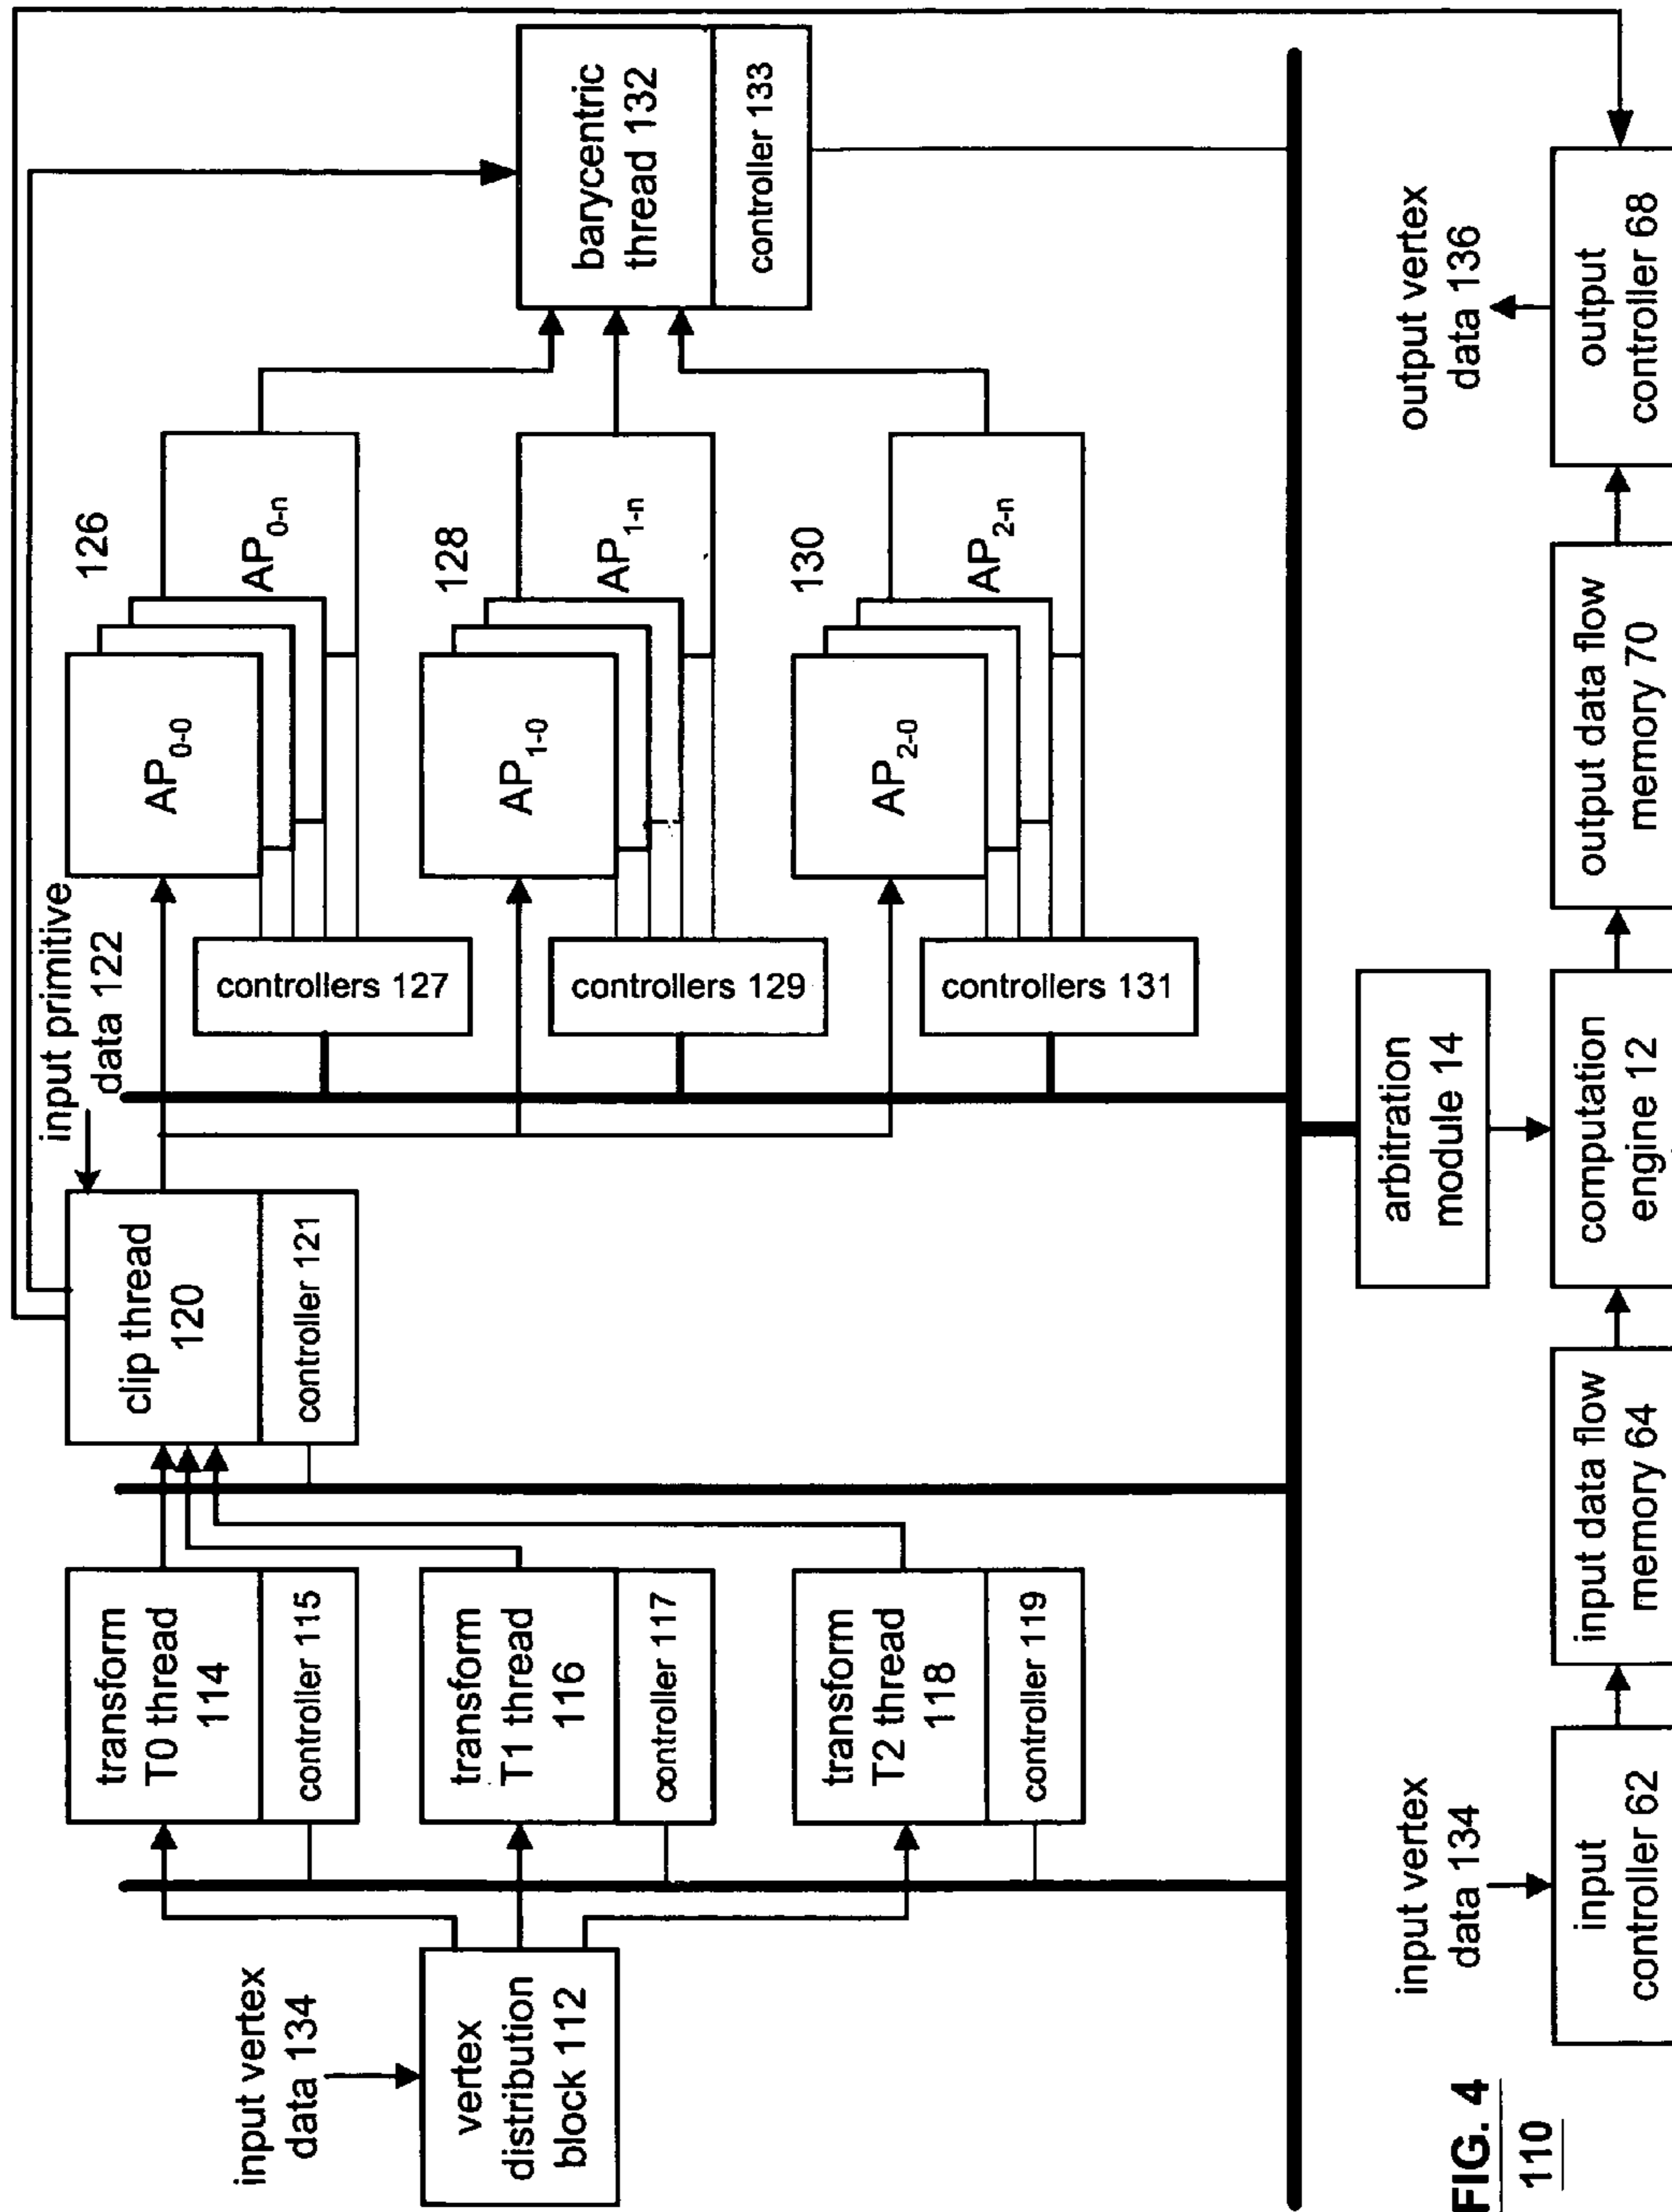 input vertex
data 134
vertex
distribution
block 112
transform
T0 thread
114
controller 115
transform
T1 thread
116
controller 117
transform
T2 thread
118
controller 119
clip thread
120
controller 121
input primitive
data 122
126
AP0-0
AP0-n
controllers 127
128
AP1-0
AP1-n
controllers 129
130
AP2-0
AP2-n
controllers 131
barycentric
thread 132
controller 133
arbitration
module 14
input vertex
data 134
input
controller 62
input data flow
memory 64
computation
engine 12
output data flow
memory 70
output
controller 68
output vertex
data 136
FIG. 4
110